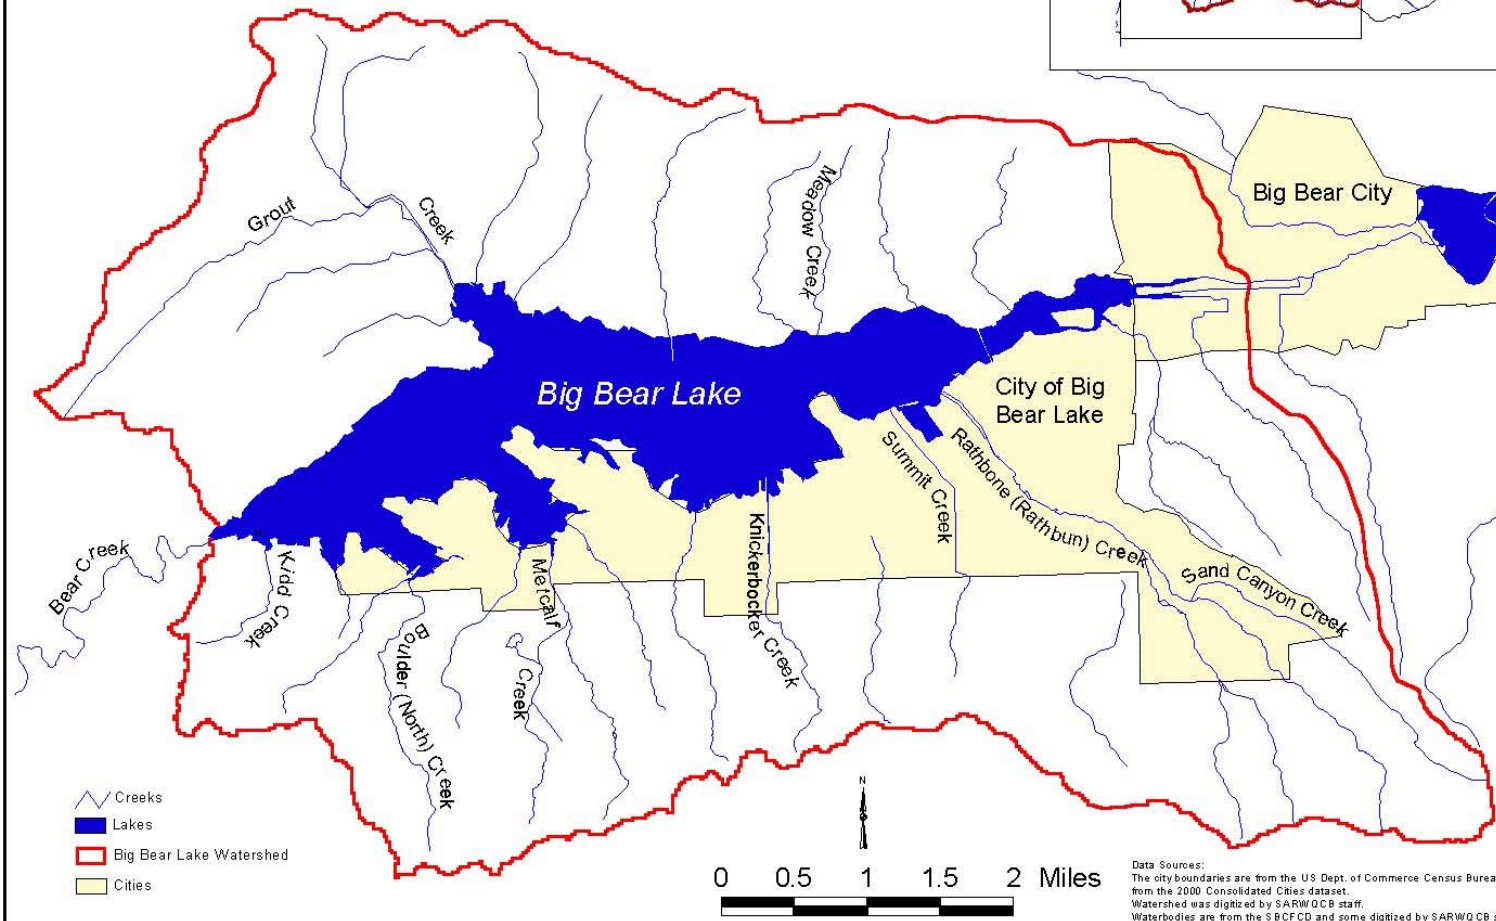 Big Bear City
Grout
Creek
Meadow Creek
Big Bear Lake
City of Big
Bear Lake
Summit Creek
Rathbone (Rathbun) Creek
Sand Canyon Creek
Bear Creek
Kidd Creek
Boulder (North) Creek
Metcalf
Creek
Knickerbocker Creek
Creeks
Lakes
Big Bear Lake Watershed
Cities
N
0 0.5 1 1.5 2 Miles
Data Sources:
The city boundaries are from the US Dept. of Commerce Census
from the 2000 Consolidated Cities dataset.
Watershed was digitized by SARWQCB staff.
Waterbodies are from the SBCFCD and some digitized by SARWQCB